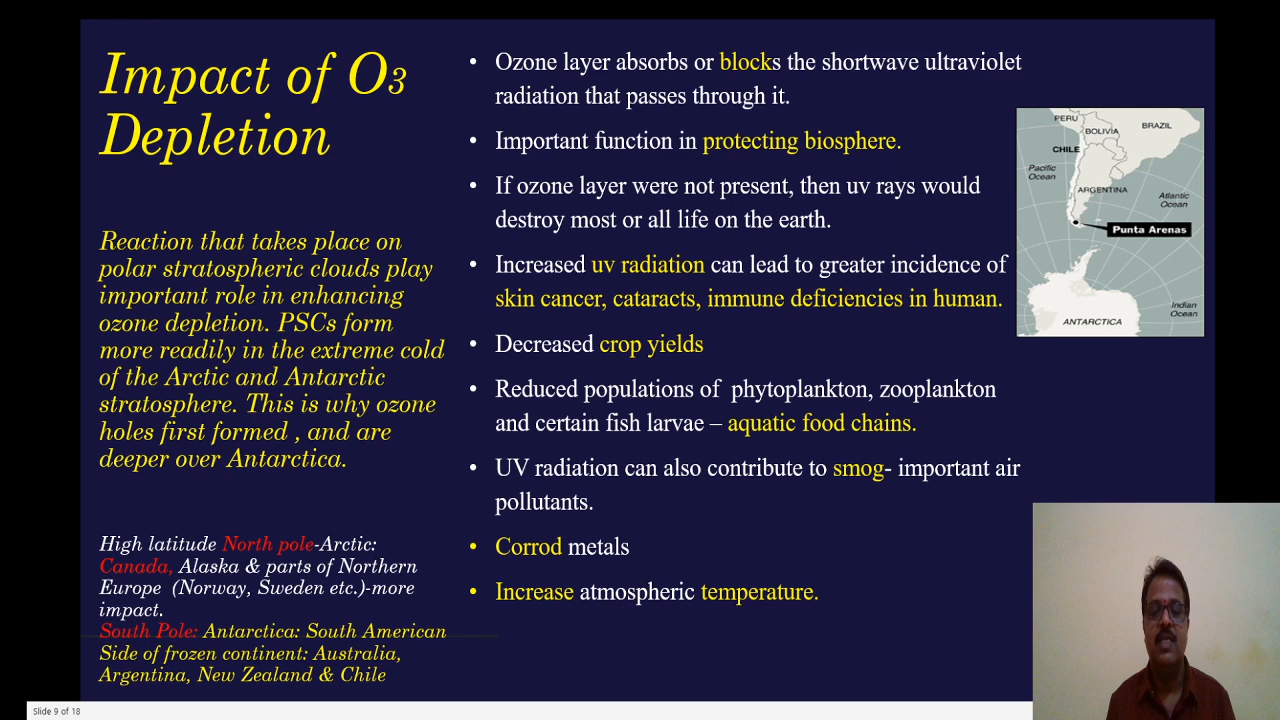 Impact of O3
Depletion
Reaction that takes place on
polar stratospheric clouds play
important role in enhancing
ozone depletion. PSCs form
more readily in the extreme cold
of the Arctic and Antarctic
stratosphere. This is why ozone
holes first formed , and are
deeper over Antarctica.
High latitude North pole-Arctic:
Canada, Alaska & parts of Northern
Europe (Norway, Sweden etc.)-more
impact.
South Pole: Antarctica: South American
Side of frozen continent: Australia,
Argentina, New Zealand & Chile
• Ozone layer absorbs or blocks the shortwave ultraviolet
radiation that passes through it.
• Important function in protecting biosphere.
• If ozone layer were not present, then uv rays would
destroy most or all life on the earth.
• Increased uv radiation can lead to greater incidence of
skin cancer, cataracts, immune deficiencies in human.
• Decreased crop yields
• Reduced populations of phytoplankton, zooplankton
and certain fish larvae – aquatic food chains.
• UV radiation can also contribute to smog- important air
pollutants.
• Corrod metals
• Increase atmospheric temperature.
PERU
BRAZIL
BOLIVIA
CHILE
Pacific
Ocean
ARGENTINA
Atlantic
Ocean
Punta Arenas
Indian
Ocean
ANTARCTICA
Slide 9 of 18